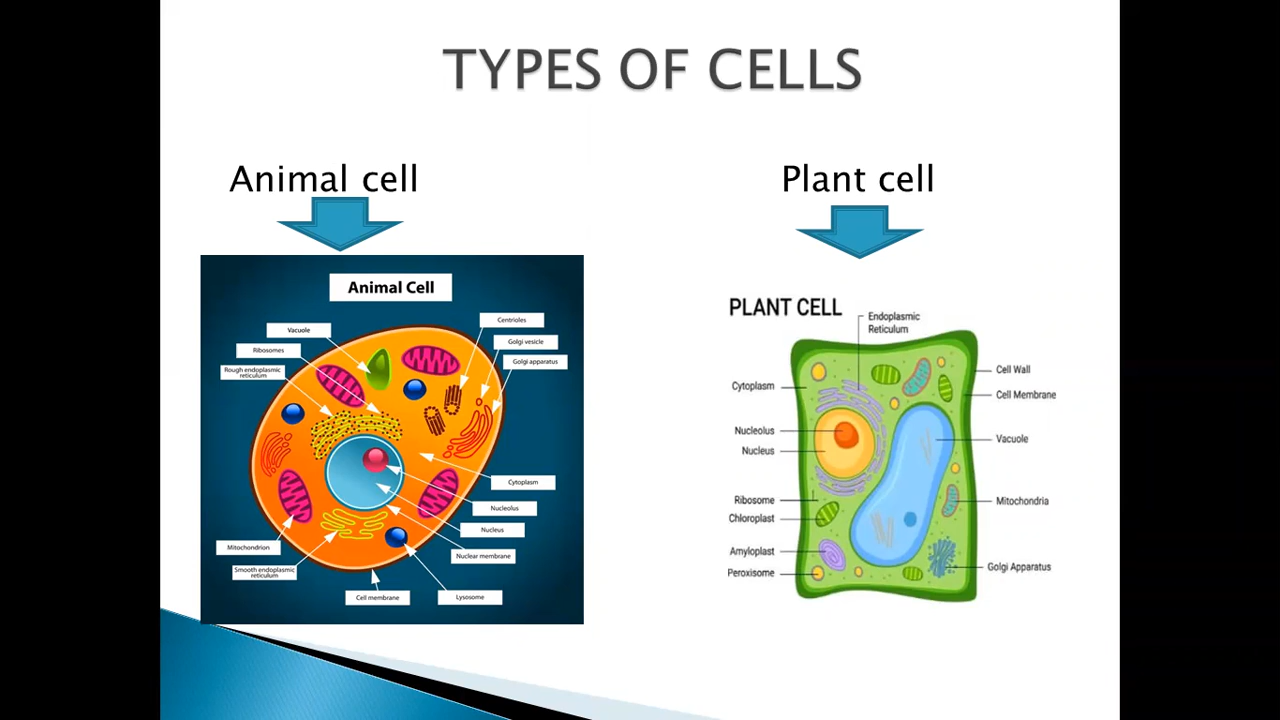 TYPES OF CELLS
Animal cell
Plant cell
Animal Cell
Vacuole
Ribosomes
Rough endoplasmic
reticulum
Centrioles
Golgi vesicle
Golgi apparatus
Cytoplasm
Nucleolus
Nucleus
Nuclear membrane
Mitochondrion
Smooth endoplasmic
reticulum
Cell membrane
Lysosome
PLANT CELL
Endoplasmic
Reticulum
Cytoplasm
Nucleolus
Nucleus
Ribosome
Chloroplast
Amyloplast
Peroxisome
Cell Wall
Cell Membrane
Vacuole
Mitochondria
Golgi Apparatus